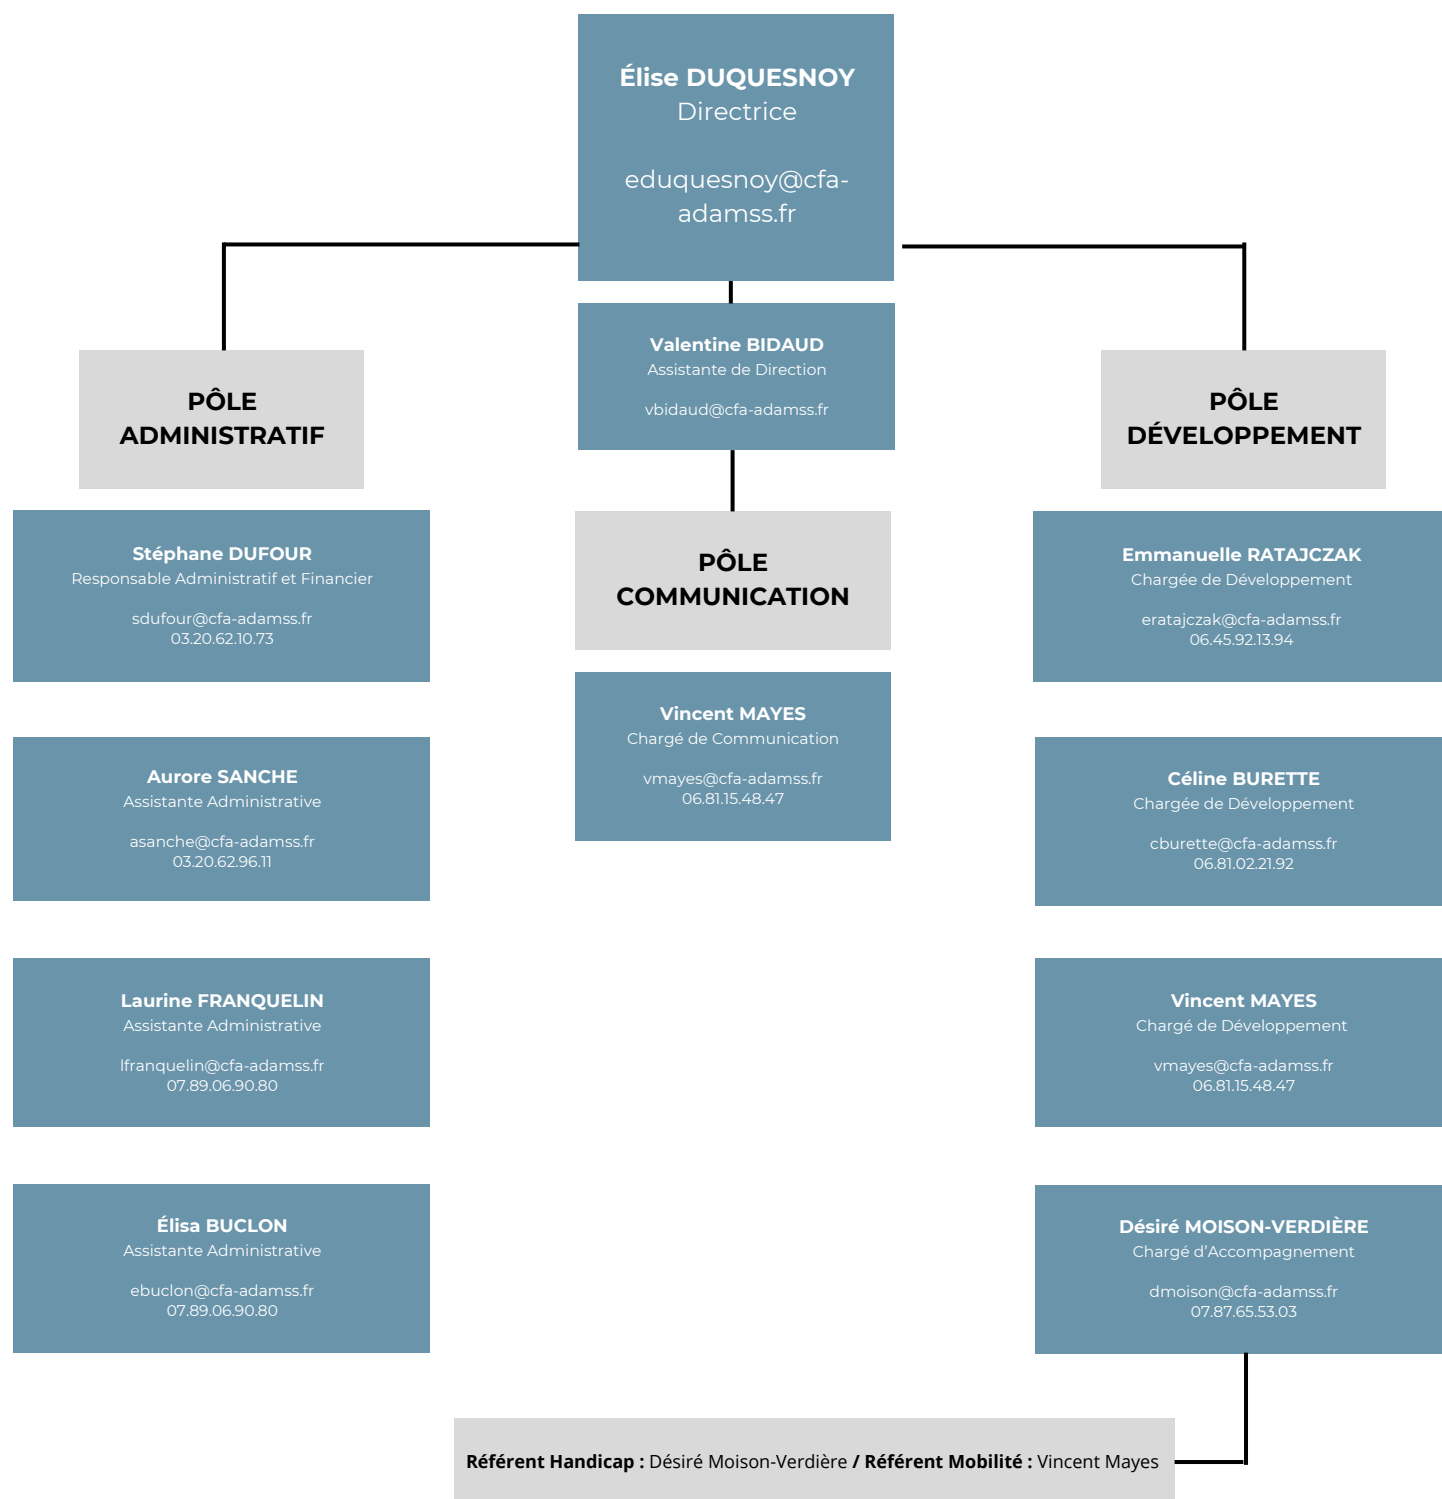 Élise DUQUESNOY
Directrice
eduquesnoy@cfa-
adamss.fr
Valentine BIDAUD
Assistante de Direction
vbidaud@cfa-adamss.fr
PÔLE
ADMINISTRATIF
Stéphane DUFOUR
Responsable Administratif et Financier
sdufour@cfa-adamss.fr
03.20.62.10.73
Aurore SANCHE
Assistante Administrative
asanche@cfa-adamss.fr
03.20.62.96.11
Laurine FRANQUELIN
Assistante Administrative
lfranquelin@cfa-adamss.fr
07.89.06.90.80
Élisa BUCLON
Assistante Administrative
ebuclon@cfa-adamss.fr
07.89.06.90.80
PÔLE
COMMUNICATION
Vincent MAYES
Chargé de Communication
vmayes@cfa-adamss.fr
06.81.15.48.47
PÔLE
DÉVELOPPEMENT
Emmanuelle RATAJCZAK
Chargée de Développement
eratajczak@cfa-adamss.fr
06.45.92.13.94
Céline BURETTE
Chargée de Développement
cburette@cfa-adamss.fr
06.81.02.21.92
Vincent MAYES
Chargé de Développement
vmayes@cfa-adamss.fr
06.81.15.48.47
Désiré MOISON-VERDIÈRE
Chargé d’Accompagnement
dmoison@cfa-adamss.fr
07.87.65.53.03
Référent Handicap : Désiré Moison-Verdière / Référent Mobilité : Vincent Mayes